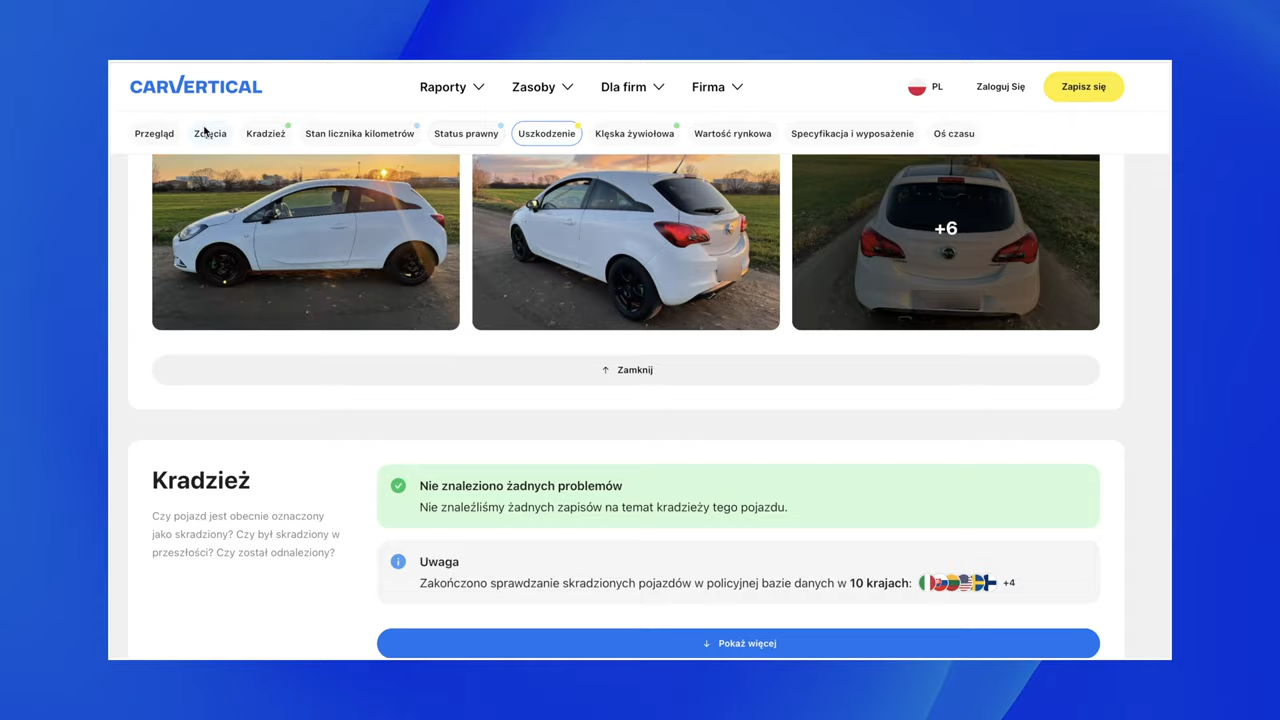 CARVERTICAL
Raporty
Zasoby
Dla firm
Firma
PL
Zaloguj Się
Zapisz się
Przegląd
Zdjęcia
Kradzież
Stan licznika kilometrów
Status prawny
Uszkodzenie
Klęska żywiołowa
Wartość rynkowa
Specyfikacja i wyposażenie
Oś czasu
+6
Zamknij
Kradzież
Czy pojazd jest obecnie oznaczony
jako skradziony? Czy był skradziony w
przeszłości? Czy został odnaleziony?
Nie znaleziono żadnych problemów
Nie znaleźliśmy żadnych zapisów na temat kradzieży tego pojazdu.
Uwaga
Zakończono sprawdzanie skradzionych pojazdów w policyjnej bazie danych w 10 krajach: +4
Pokaż więcej